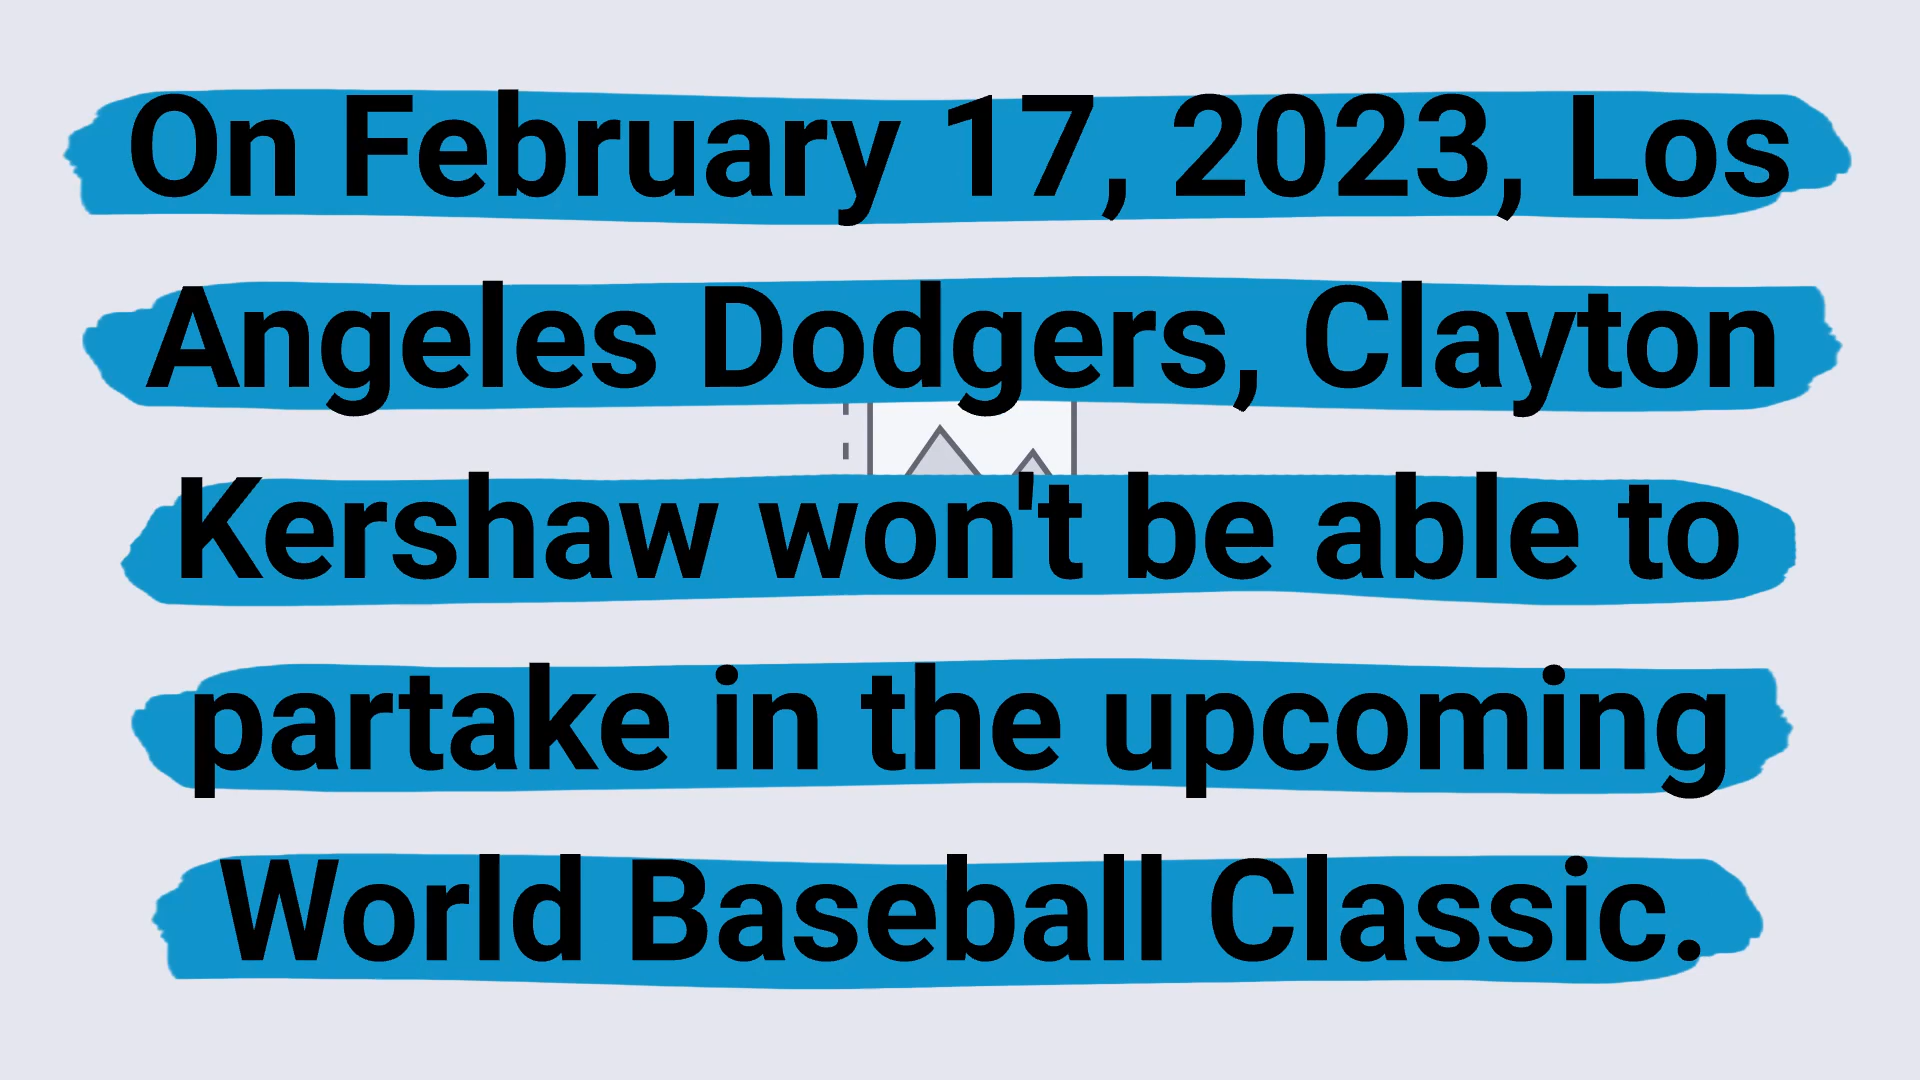 On February 17, 2023, Los
Angeles Dodgers, Clayton
Kershaw won't be able to
partake in the upcoming
World Baseball Classic.